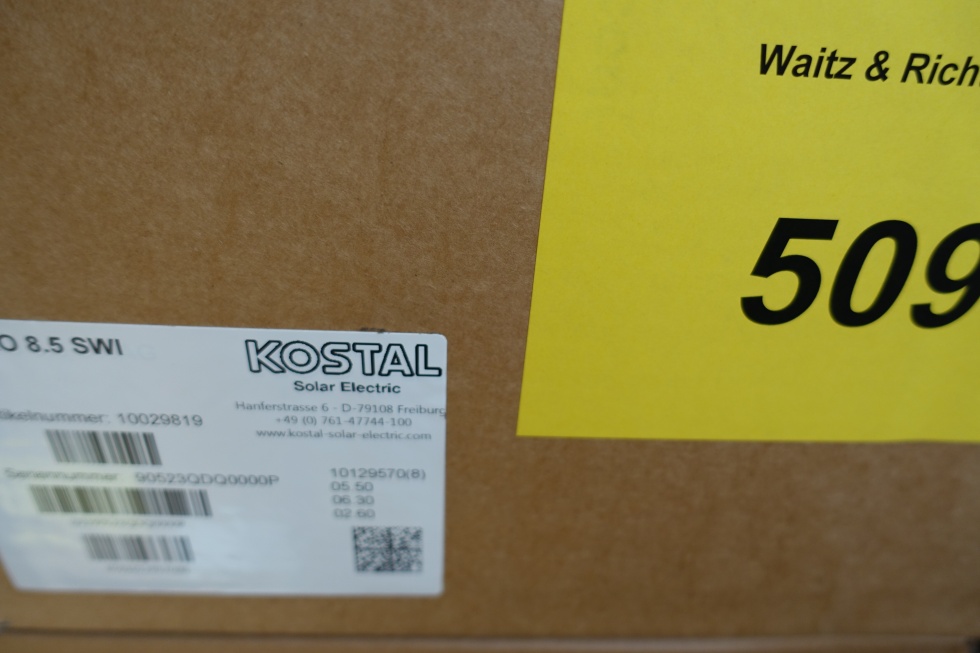 Waitz & Rich
509
O 8.5 SWI
KOSTAL
Solar Electric
Hanferstrasse 6 - D-79108 Freiburg
+49 (0) 761-47744-100
www.kostal-solar-electric.com
ikelnummer: 10029819
Seriennummer: 90523QDQ0000P
10129570(8)
05.50
06.30
02.60